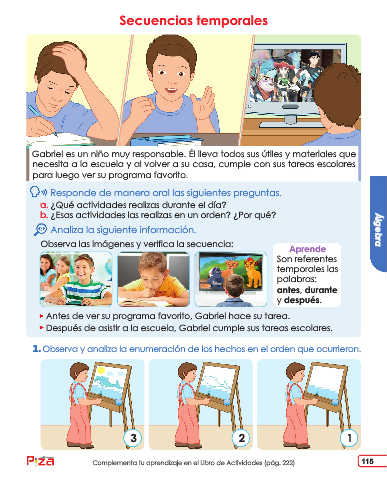 Secuencias temporales
Gabriel es un niño muy responsable. Él lleva todos sus útiles y materiales que
necesita a la escuela y al volver a su casa, cumple con sus tareas escolares
para luego ver su programa favorito.
Responde de manera oral las siguientes preguntas.
a. ¿Qué actividades realizas durante el día?
b. ¿Esas actividades las realizas en un orden? ¿Por qué?
Analiza la siguiente información.
Observa las imágenes y verifica la secuencia:
Aprende
Son referentes
temporales las
palabras:
antes, durante
y después.
Antes de ver su programa favorito, Gabriel hace su tarea.
Después de asistir a la escuela, Gabriel cumple sus tareas escolares.
1. Observa y analiza la enumeración de los hechos en el orden que ocurrieron.
3
2
1
Álgebra
Complementa tu aprendizaje en el Libro de Actividades (pág. 222)
115